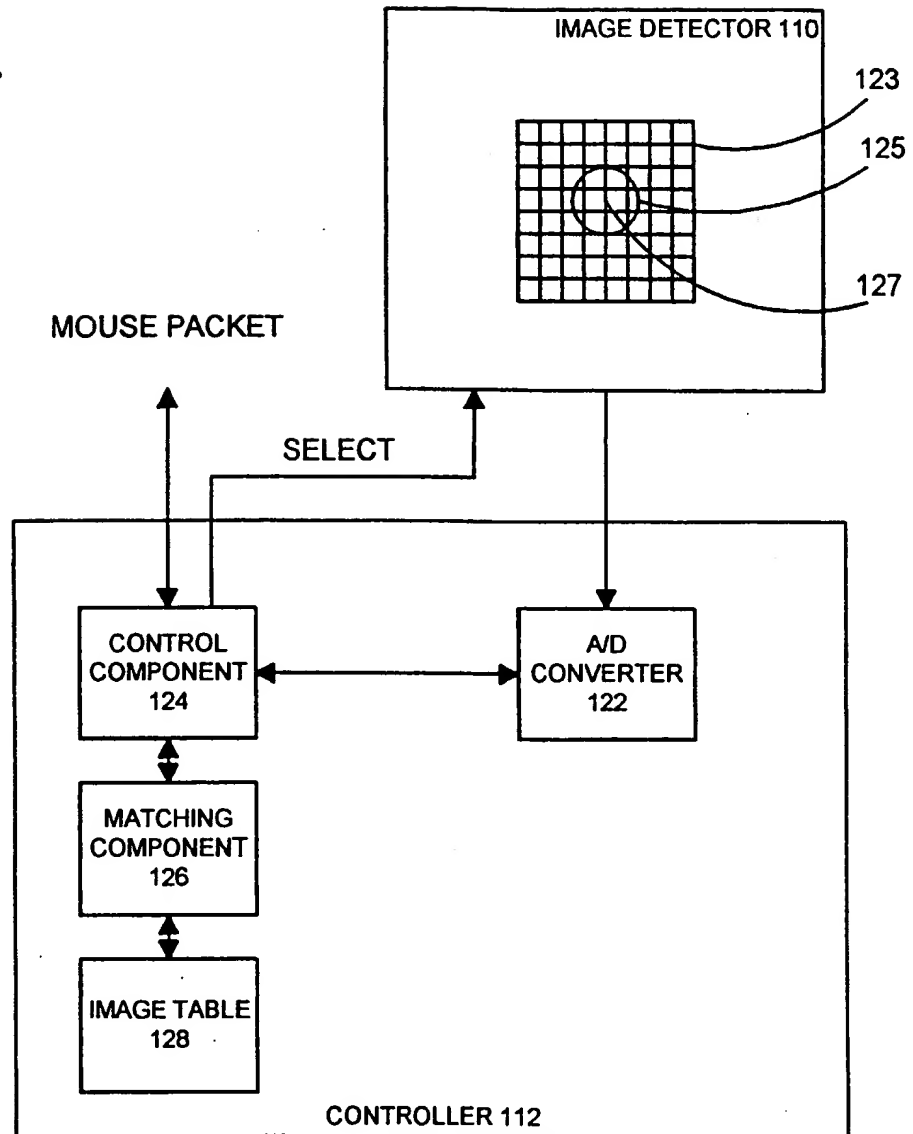 IMAGE DETECTOR 110
123
125
127
MOUSE PACKET
SELECT
CONTROL
COMPONENT
124
A/D
CONVERTER
122
MATCHING
COMPONENT
126
IMAGE TABLE
128
CONTROLLER 112